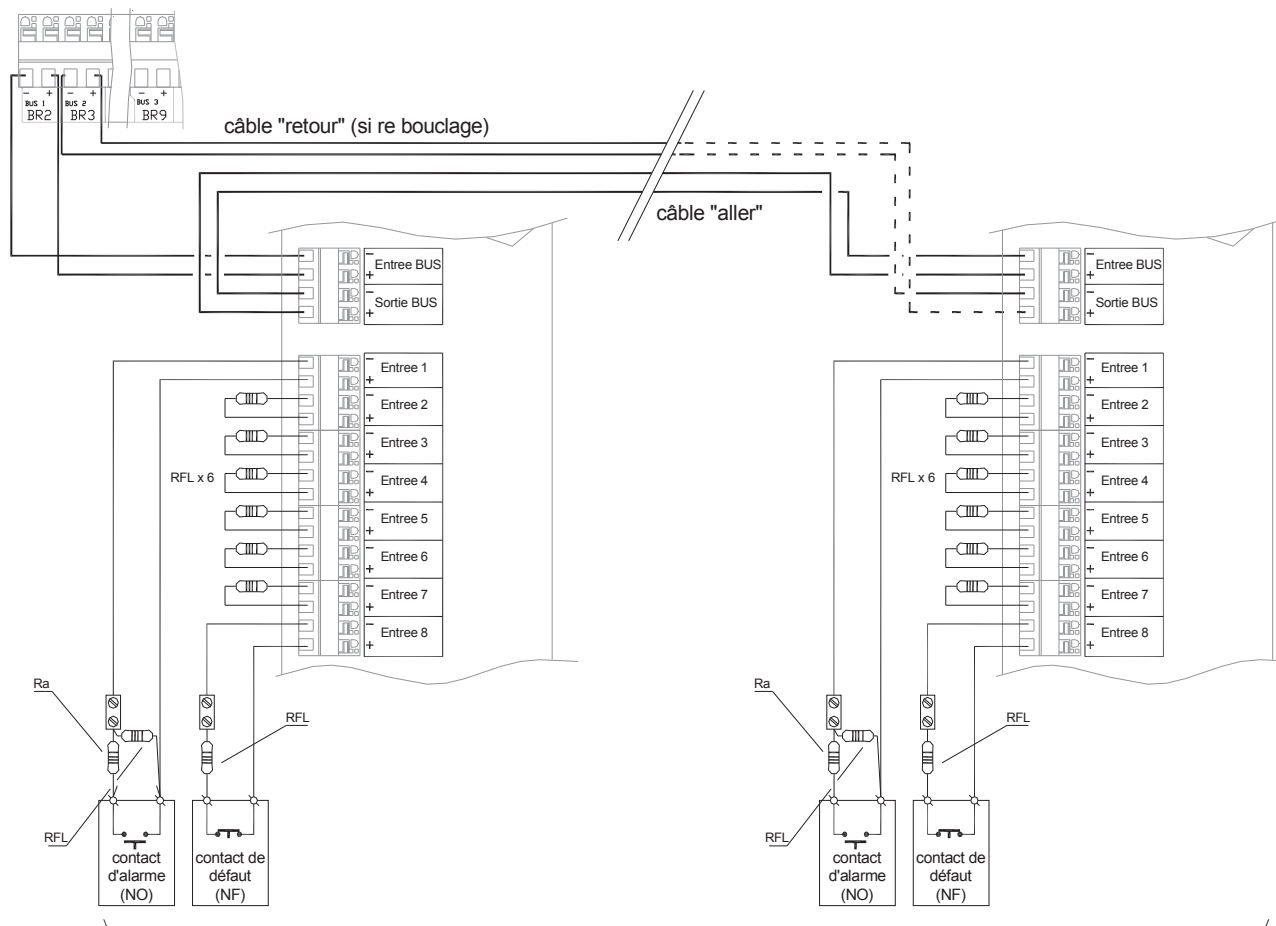 - + - + - +
BUS 1 BUS 2 BUS 3
BR2 BR3 BR9
câble "retour" (si re bouclage)
câble "aller"
- Entree BUS
+
- Sortie BUS
+
- Entree 1
+
- Entree 2
+
- Entree 3
+
- Entree 4
+
- Entree 5
+
- Entree 6
+
- Entree 7
+
- Entree 8
+
RFL x 6
Ra
RFL
RFL
contact
d'alarme
(NO)
contact de
défaut
(NF)
- Entree BUS
+
- Sortie BUS
+
- Entree 1
+
- Entree 2
+
- Entree 3
+
- Entree 4
+
- Entree 5
+
- Entree 6
+
- Entree 7
+
- Entree 8
+
RFL x 6
Ra
RFL
RFL
contact
d'alarme
(NO)
contact de
défaut
(NF)